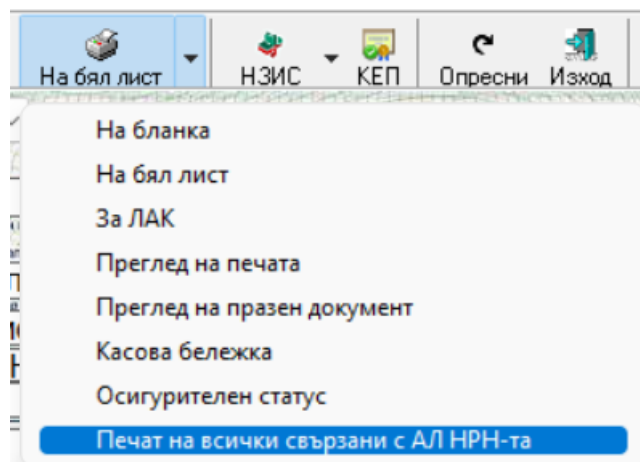 На бял лист НЗИС КЕП Опресни Изход
На бланка
На бял лист
За ЛАК
Преглед на печата
Преглед на празен документ
Касова бележка
Осигурителен статус
Печат на всички свързани с АЛ НРН-та